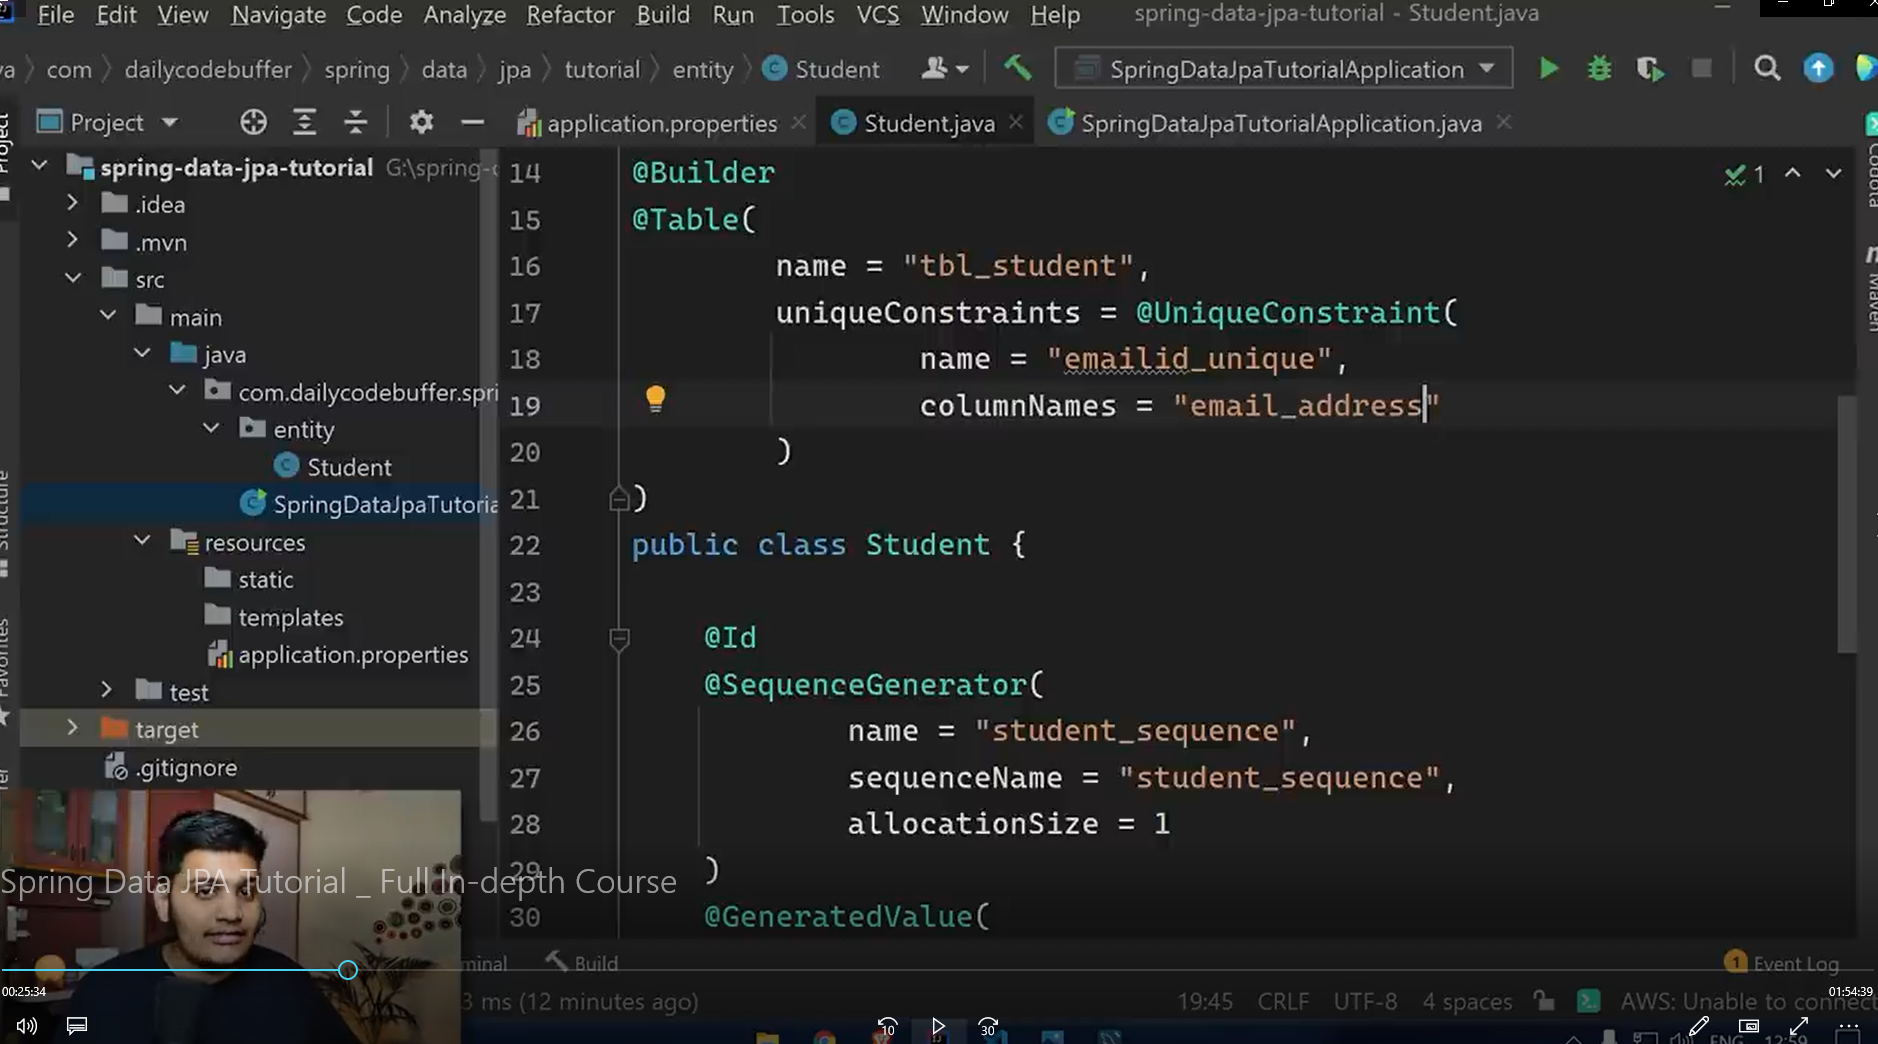 File Edit View Navigate Code Analyze Refactor Build Run Tools VCS Window Help spring-data-jpa-tutorial - Student.java
com dailycodebuffer spring data jpa tutorial entity Student SpringDataJpaTutorialApplication
Project application.properties Student.java SpringDataJpaTutorialApplication.java
Project
spring-data-jpa-tutorial G:\spring-
.idea
.mvn
src
main
java
com.dailycodebuffer.spri
entity
Student
SpringDataJpaTutoria
resources
static
templates
application.properties
test
target
.gitignore
14 @Builder
15 @Table(
16 name = "tbl_student",
17 uniqueConstraints = @UniqueConstraint(
18 name = "emailid_unique",
19 columnNames = "email_address"
20 )
21 )
22 public class Student {
23
24 @Id
25 @SequenceGenerator(
26 name = "student_sequence",
27 sequenceName = "student_sequence",
28 allocationSize = 1
29 )
30 @GeneratedValue(
1
Codota
Maven
Structure
Favorites
Spring Data JPA Tutorial _ Full In-depth Course
minal Build 1 Event Log
00:25:34 01:54:39
3 ms (12 minutes ago) 19:45 CRLF UTF-8 4 spaces AWS: Unable to connect
10 30
ENG 12:59